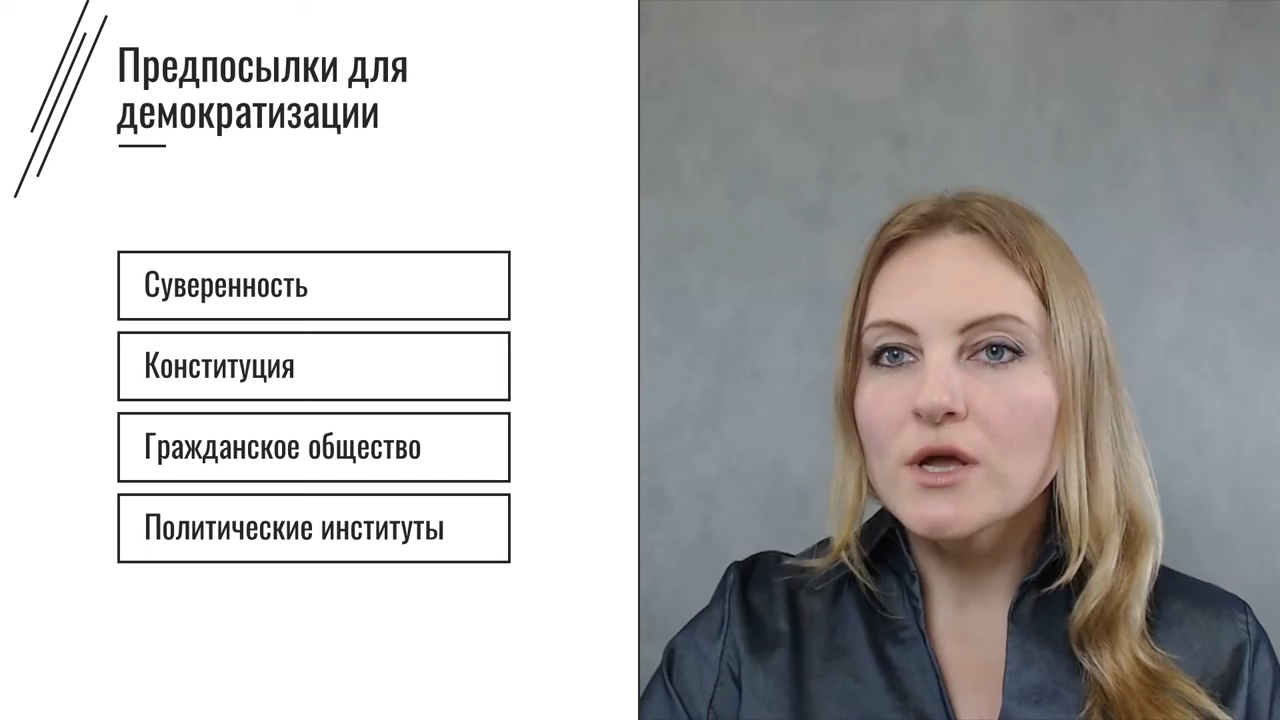 Предпосылки для
демократизации
Суверенность
Конституция
Гражданское общество
Политические институты